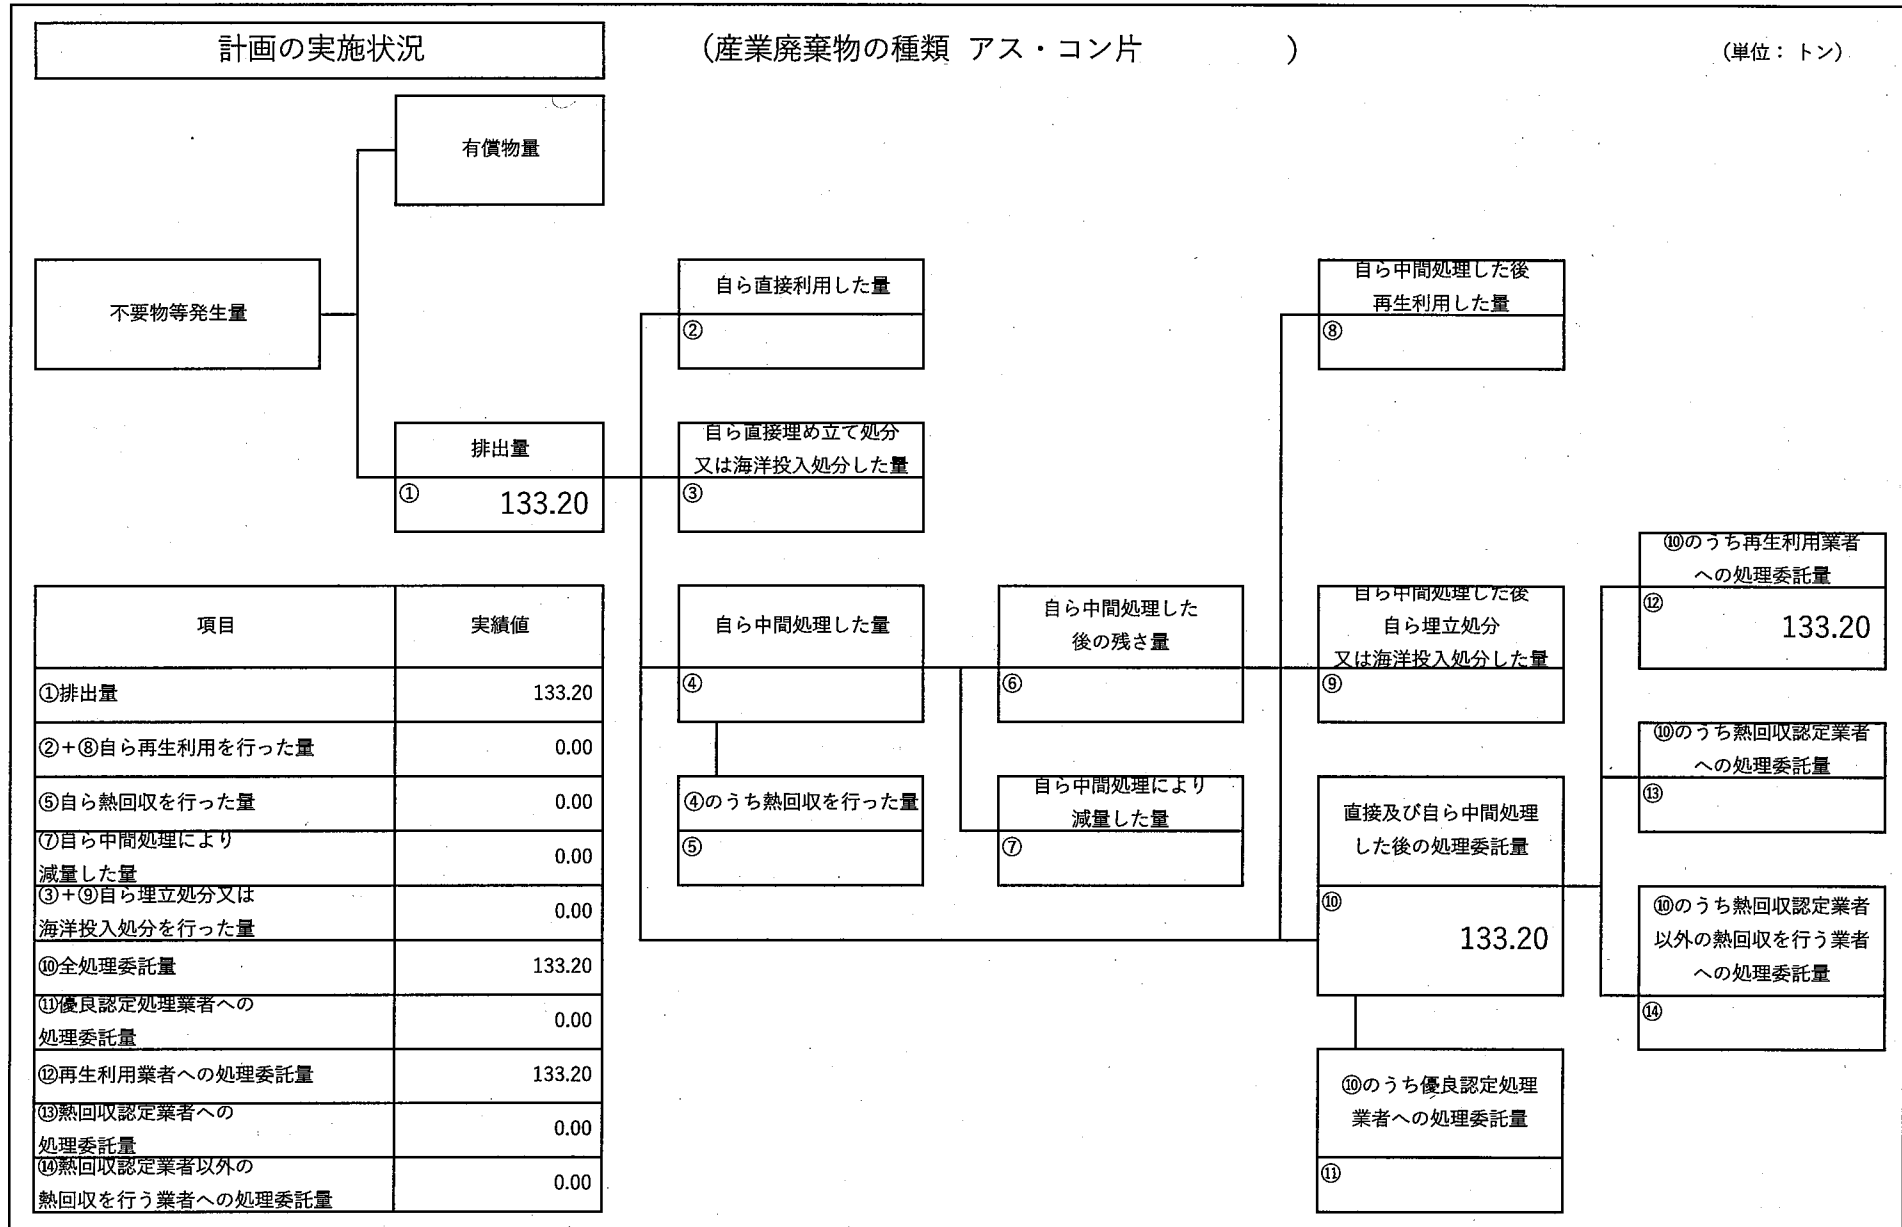 計画の実施状況
（産業廃棄物の種類 アス・コン片 ）
（単位：トン）
有償物量
不要物等発生量
自ら直接利用した量
②
自ら中間処理した後
再生利用した量
⑧
排出量
① 133.20
自ら直接埋め立て処分
又は海洋投入処分した量
③
⑩のうち再生利用業者
への処理委託量
⑫
133.20
自ら中間処理した量
④
自ら中間処理した
後の残さ量
⑥
自ら中間処理した後
自ら埋立処分
又は海洋投入処分した量
⑨
⑩のうち熱回収認定業者
への処理委託量
⑬
④のうち熱回収を行った量
⑤
自ら中間処理により
減量した量
⑦
直接及び自ら中間処理
した後の処理委託量
⑩
133.20
⑩のうち熱回収認定業者
以外の熱回収を行う業者
への処理委託量
⑭
⑩のうち優良認定処理
業者への処理委託量
⑪
項目 実績値
①排出量 133.20
②+⑧自ら再生利用を行った量 0.00
⑤自ら熱回収を行った量 0.00
⑦自ら中間処理により
減量した量 0.00
③+⑨自ら埋立処分又は
海洋投入処分を行った量 0.00
⑩全処理委託量 133.20
⑪優良認定処理業者への
処理委託量 0.00
⑫再生利用業者への処理委託量 133.20
⑬熱回収認定業者への
処理委託量 0.00
⑭熱回収認定業者以外の
熱回収を行う業者への処理委託量 0.00